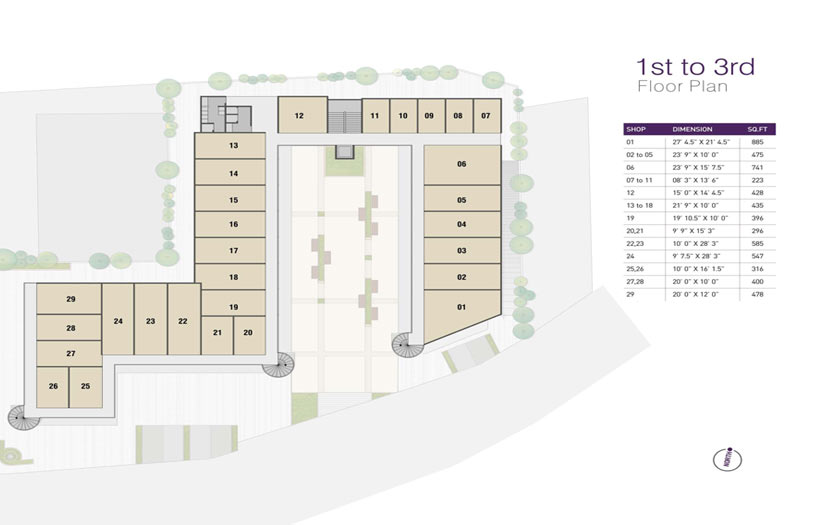 1st to 3rd
Floor Plan
SHOP DIMENSION SQ.FT
01 27' 4.5" X 21' 4.5" 885
02 to 05 23' 9" X 10' 0" 475
06 23' 9" X 15' 7.5" 741
07 to 11 08' 3" X 13' 6" 223
12 15' 0" X 14' 4.5" 428
13 to 18 21' 9" X 10' 0" 435
19 19' 10.5" X 10' 0" 396
20,21 9' 9" X 15' 3" 296
22,23 10' 0" X 28' 3" 585
24 9' 7.5" X 28' 3" 547
25,26 10' 0" X 16' 1.5" 316
27,28 20' 0" X 10' 0" 400
29 20' 0" X 12' 0" 478
12 11 10 09 08 07
13
14
15
16
17
18
19
21 20
06
05
04
03
02
01
29
28
27
26 25
24 23 22
NORTH